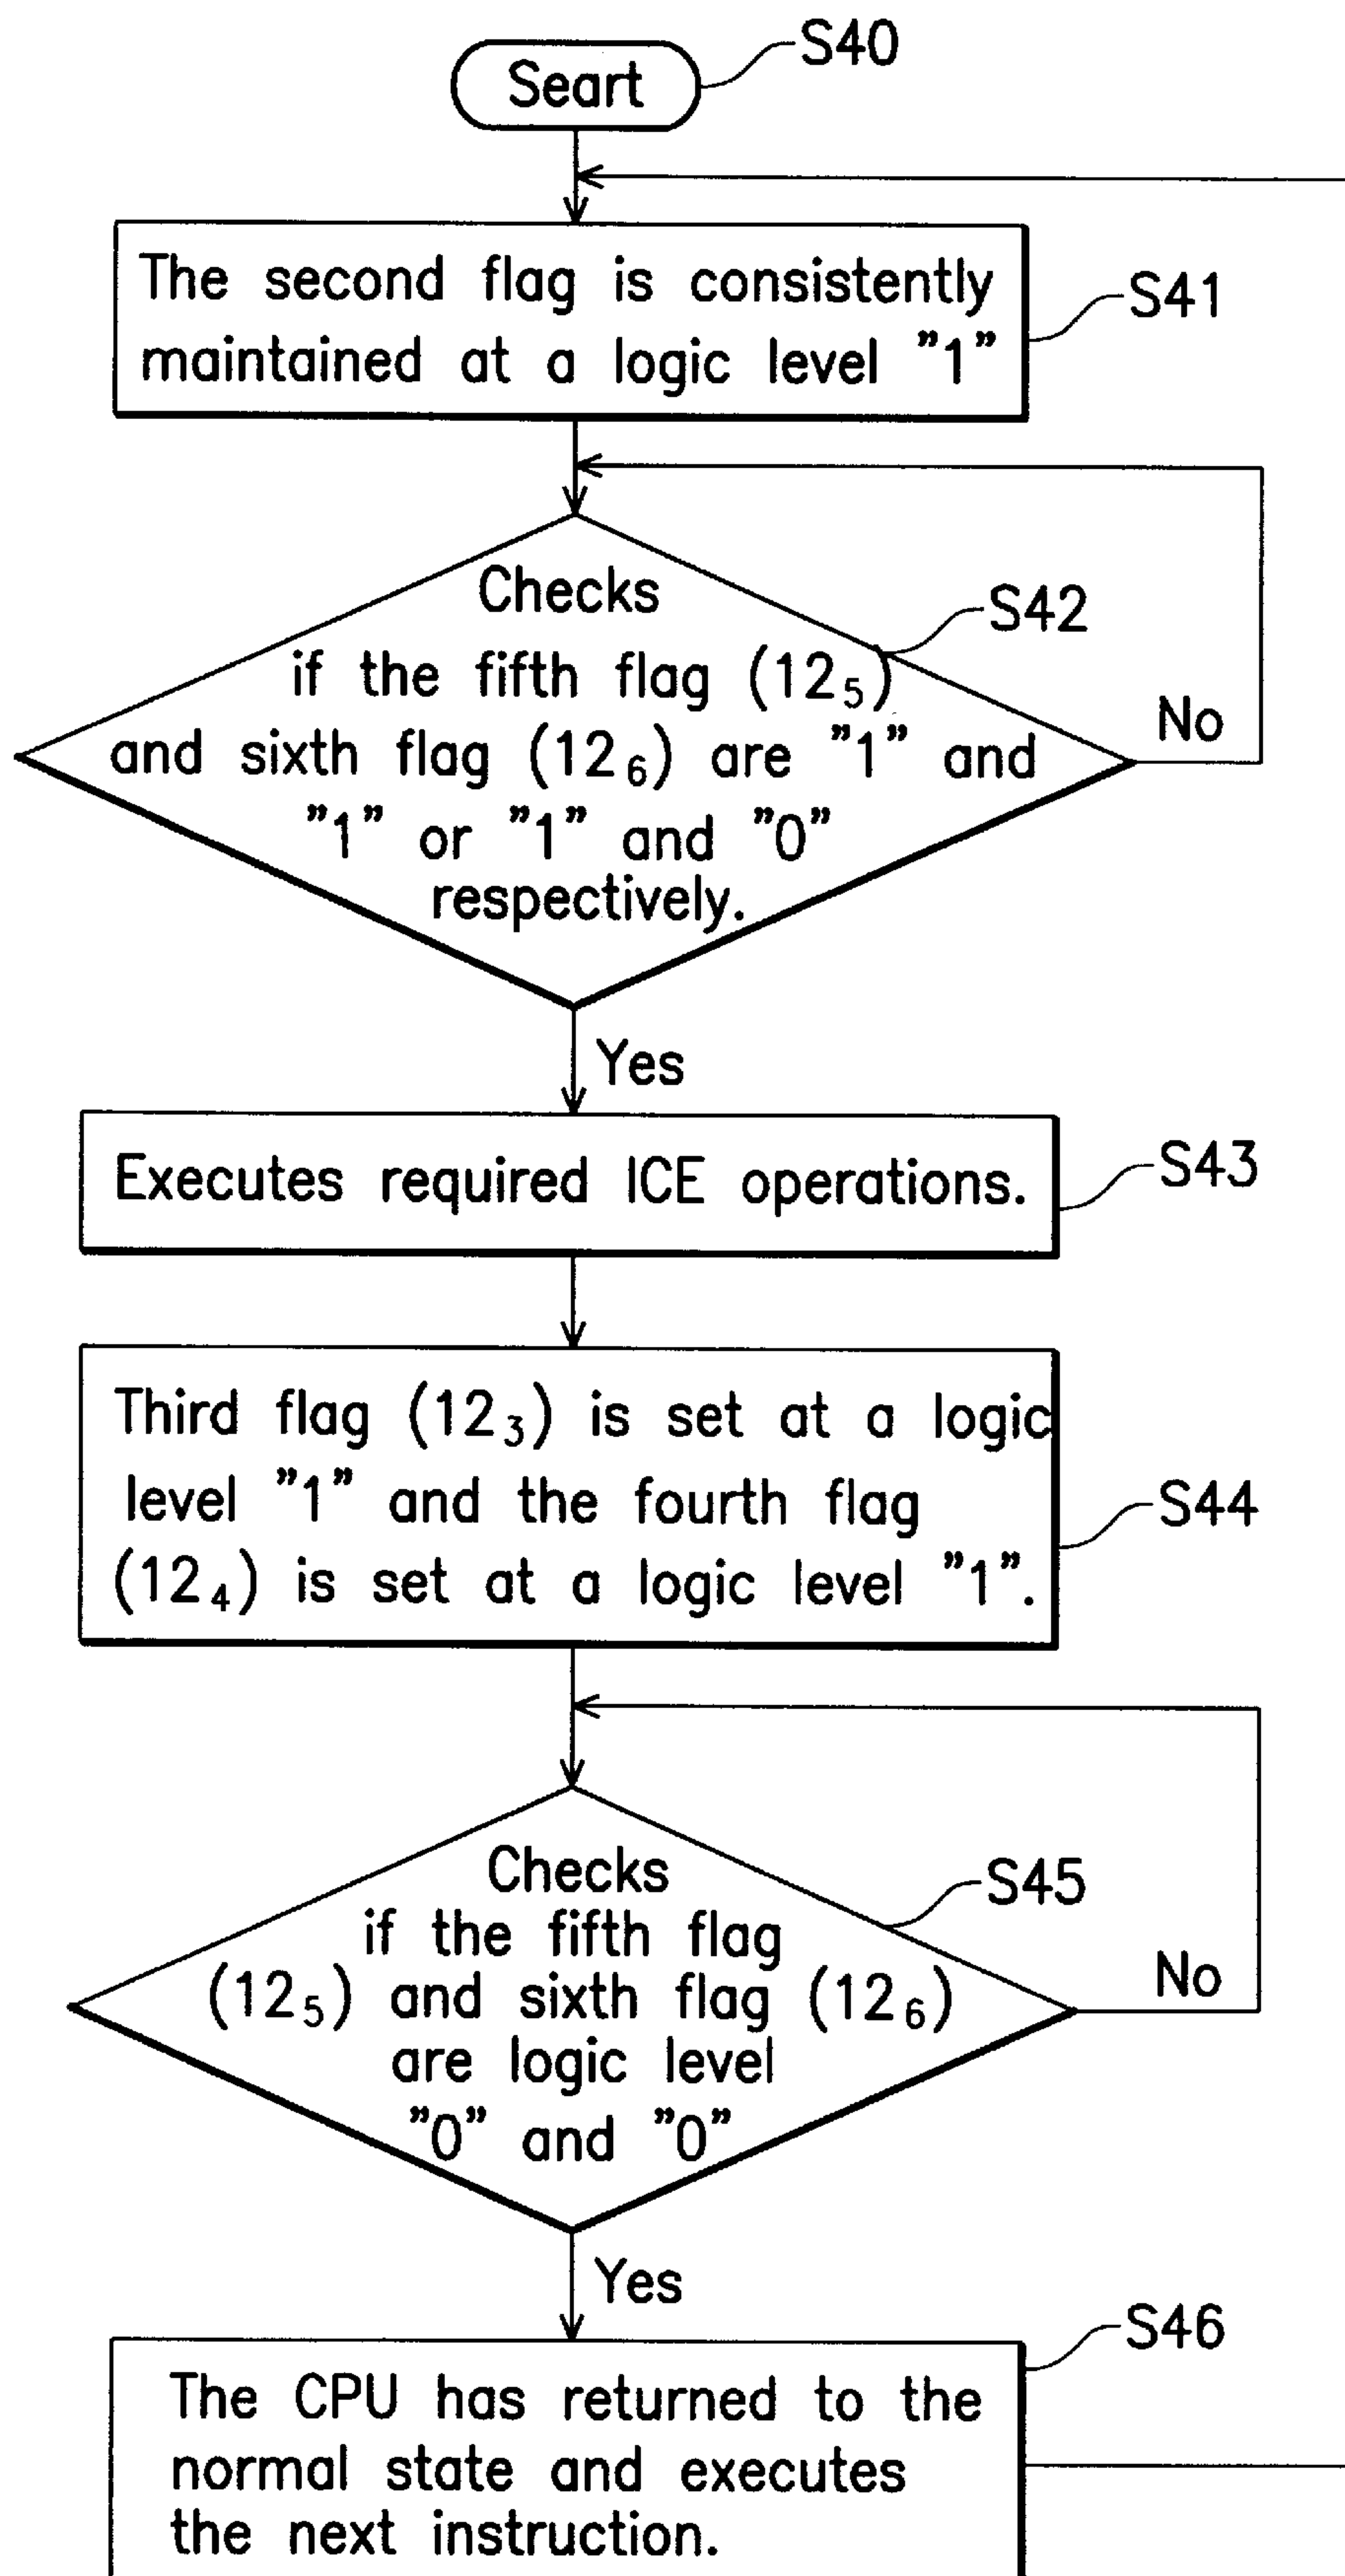 Seart
S40
The second flag is consistently
maintained at a logic level "1"
S41
Checks
if the fifth flag (12₅)
and sixth flag (12₆) are "1" and
"1" or "1" and "0"
respectively.
S42
No
Yes
Executes required ICE operations.
S43
Third flag (12₃) is set at a logic
level "1" and the fourth flag
(12₄) is set at a logic level "1".
S44
Checks
if the fifth flag
(12₅) and sixth flag (12₆)
are logic level
"0" and "0"
S45
No
Yes
S46
The CPU has returned to the
normal state and executes
the next instruction.